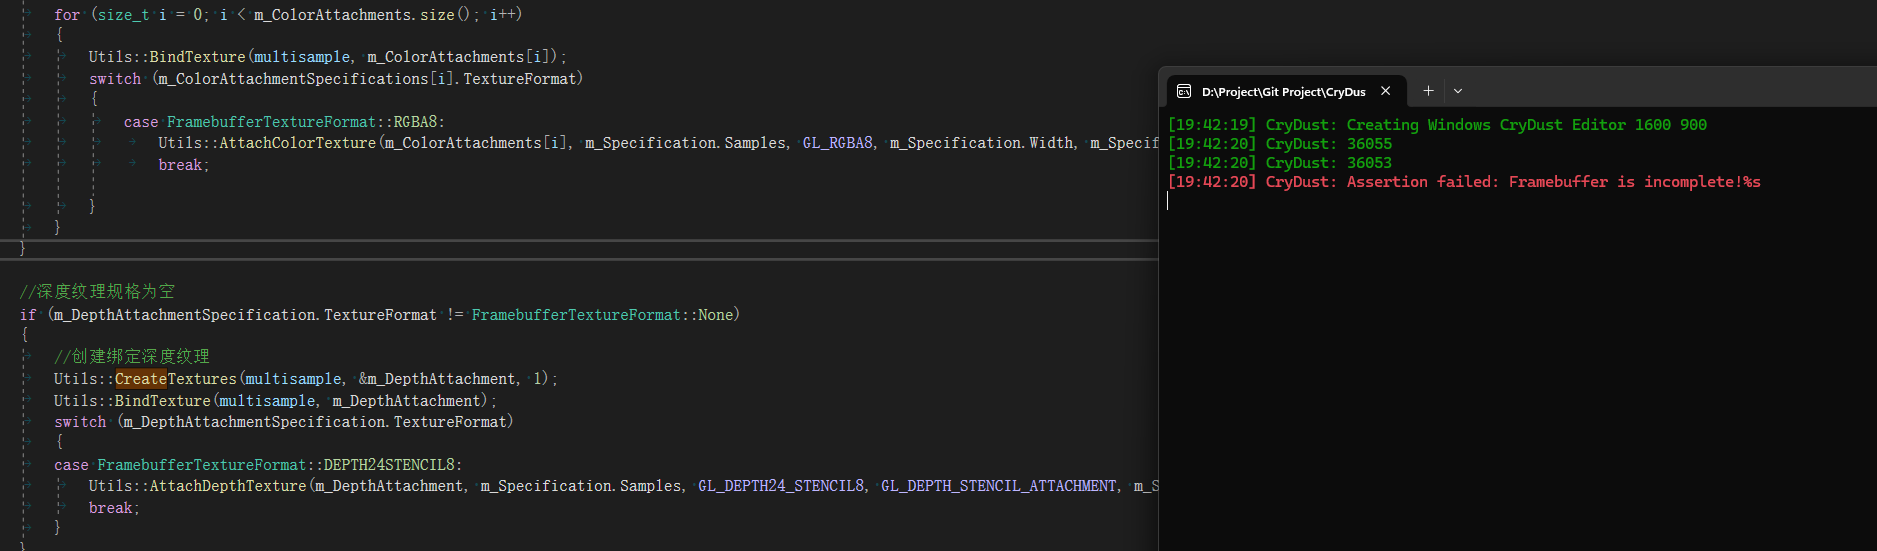 for (size_t i = 0; i < m_ColorAttachments.size(); i++)
{
Utils::BindTexture(multisample, m_ColorAttachments[i]);
switch (m_ColorAttachmentSpecifications[i].TextureFormat)
{
case FramebufferTextureFormat::RGBA8:
Utils::AttachColorTexture(m_ColorAttachments[i], m_Specification.Samples, GL_RGBA8, m_Specification.Width, m_Specif
break;
}
}
}
//深度纹理规格为空
if (m_DepthAttachmentSpecification.TextureFormat != FramebufferTextureFormat::None)
{
//创建绑定深度纹理
Utils::CreateTextures(multisample, &m_DepthAttachment, 1);
Utils::BindTexture(multisample, m_DepthAttachment);
switch (m_DepthAttachmentSpecification.TextureFormat)
{
case FramebufferTextureFormat::DEPTH24STENCIL8:
Utils::AttachDepthTexture(m_DepthAttachment, m_Specification.Samples, GL_DEPTH24_STENCIL8, GL_DEPTH_STENCIL_ATTACHMENT, m_S
break;
}
}
D:\Project\Git Project\CryDus
[19:42:19] CryDust: Creating Windows CryDust Editor 1600 900
[19:42:20] CryDust: 36055
[19:42:20] CryDust: 36053
[19:42:20] CryDust: Assertion failed: Framebuffer is incomplete!%s